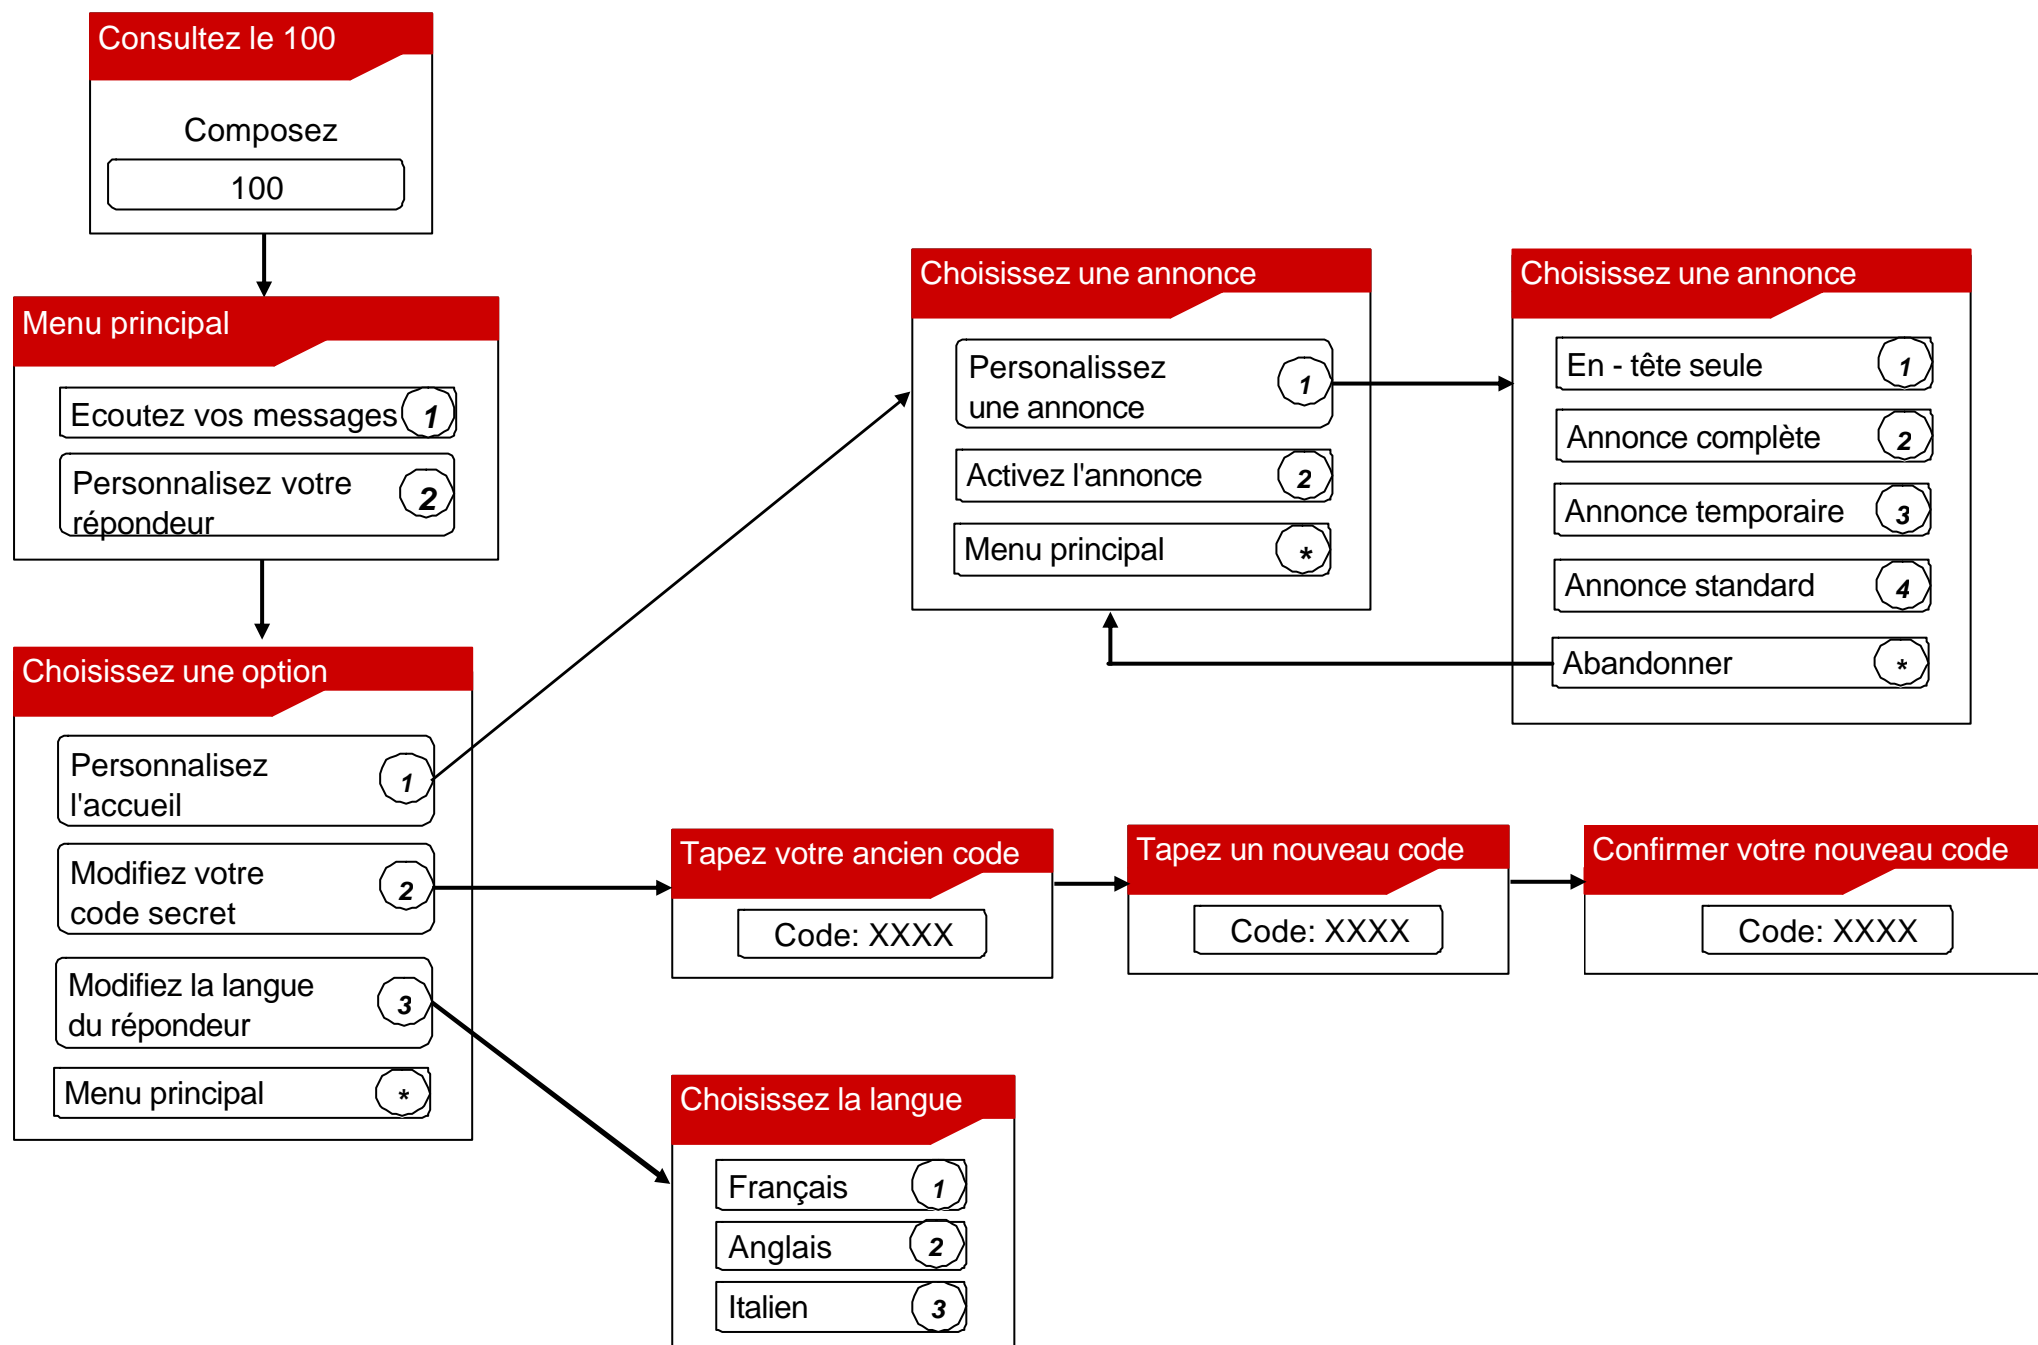 Consultez le 100
Composez
100
Menu principal
Ecoutez vos messages 1
Personnalisez votre
répondeur 2
Choisissez une option
Personnalisez
l'accueil 1
Modifiez votre
code secret 2
Modifiez la langue
du répondeur 3
Menu principal *
Choisissez une annonce
Personalissez
une annonce 1
Activez l'annonce 2
Menu principal *
Choisissez une annonce
En - tête seule 1
Annonce complète 2
Annonce temporaire 3
Annonce standard 4
Abandonner *
Tapez votre ancien code
Code: XXXX
Tapez un nouveau code
Code: XXXX
Confirmer votre nouveau code
Code: XXXX
Choisissez la langue
Français 1
Anglais 2
Italien 3